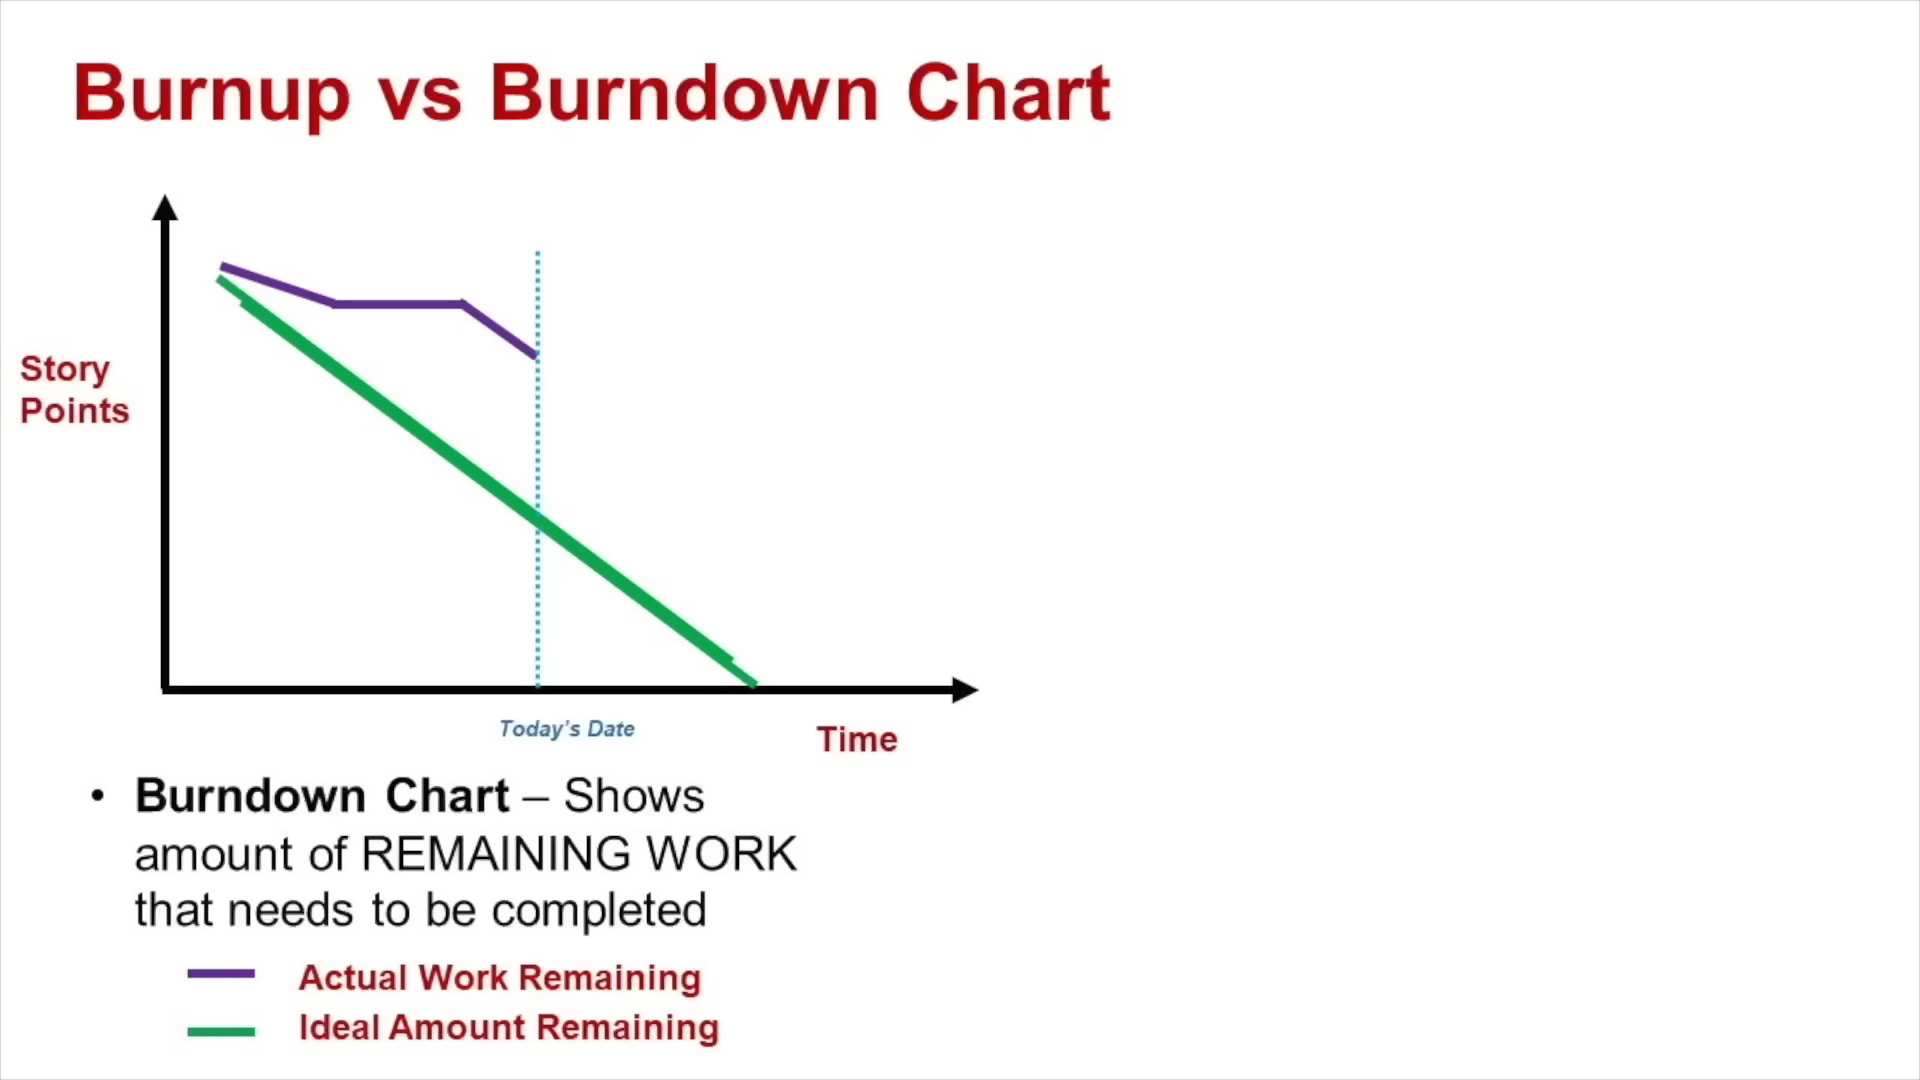 Burnup vs Burndown Chart
Story
Points
Today's Date
Time
• Burndown Chart – Shows
amount of REMAINING WORK
that needs to be completed
Actual Work Remaining
Ideal Amount Remaining